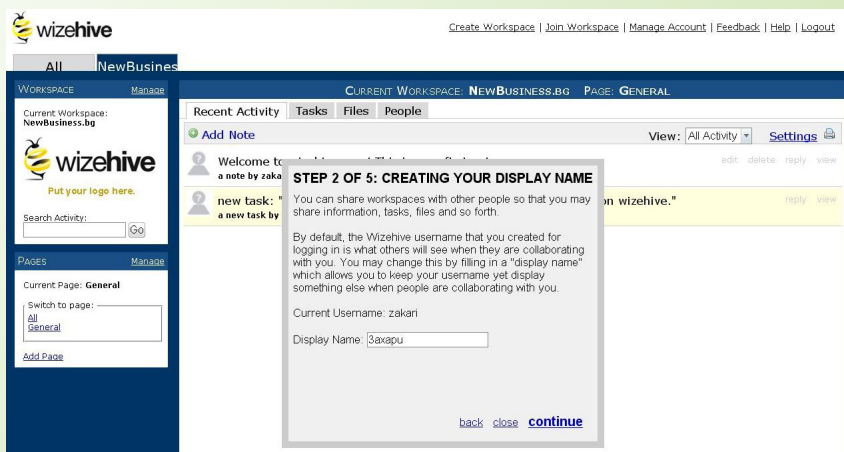 wizehive
Create Workspace | Join Workspace | Manage Account | Feedback | Help | Logout
All NewBusines
WORKSPACE Manage
Current Workspace:
NewBusiness.bg
wizehive
Put your logo here.
Search Activity:
Go
PAGES Manage
Current Page: General
Switch to page:
All
General
Add Page
CURRENT WORKSPACE: NEWBUSINESS.BG PAGE: GENERAL
Recent Activity Tasks Files People
Add Note View: All Activity Settings
Welcome to
edit delete reply view
a note by zaka
new task: " on wizehive."
reply view
a new task by
STEP 2 OF 5: CREATING YOUR DISPLAY NAME
You can share workspaces with other people so that you may
share information, tasks, files and so forth.
By default, the Wizehive username that you created for
logging in is what others will see when they are collaborating
with you. You may change this by filling in a "display name"
which allows you to keep your username yet display
something else when people are collaborating with you.
Current Username: zakari
Display Name: Захари
back close continue